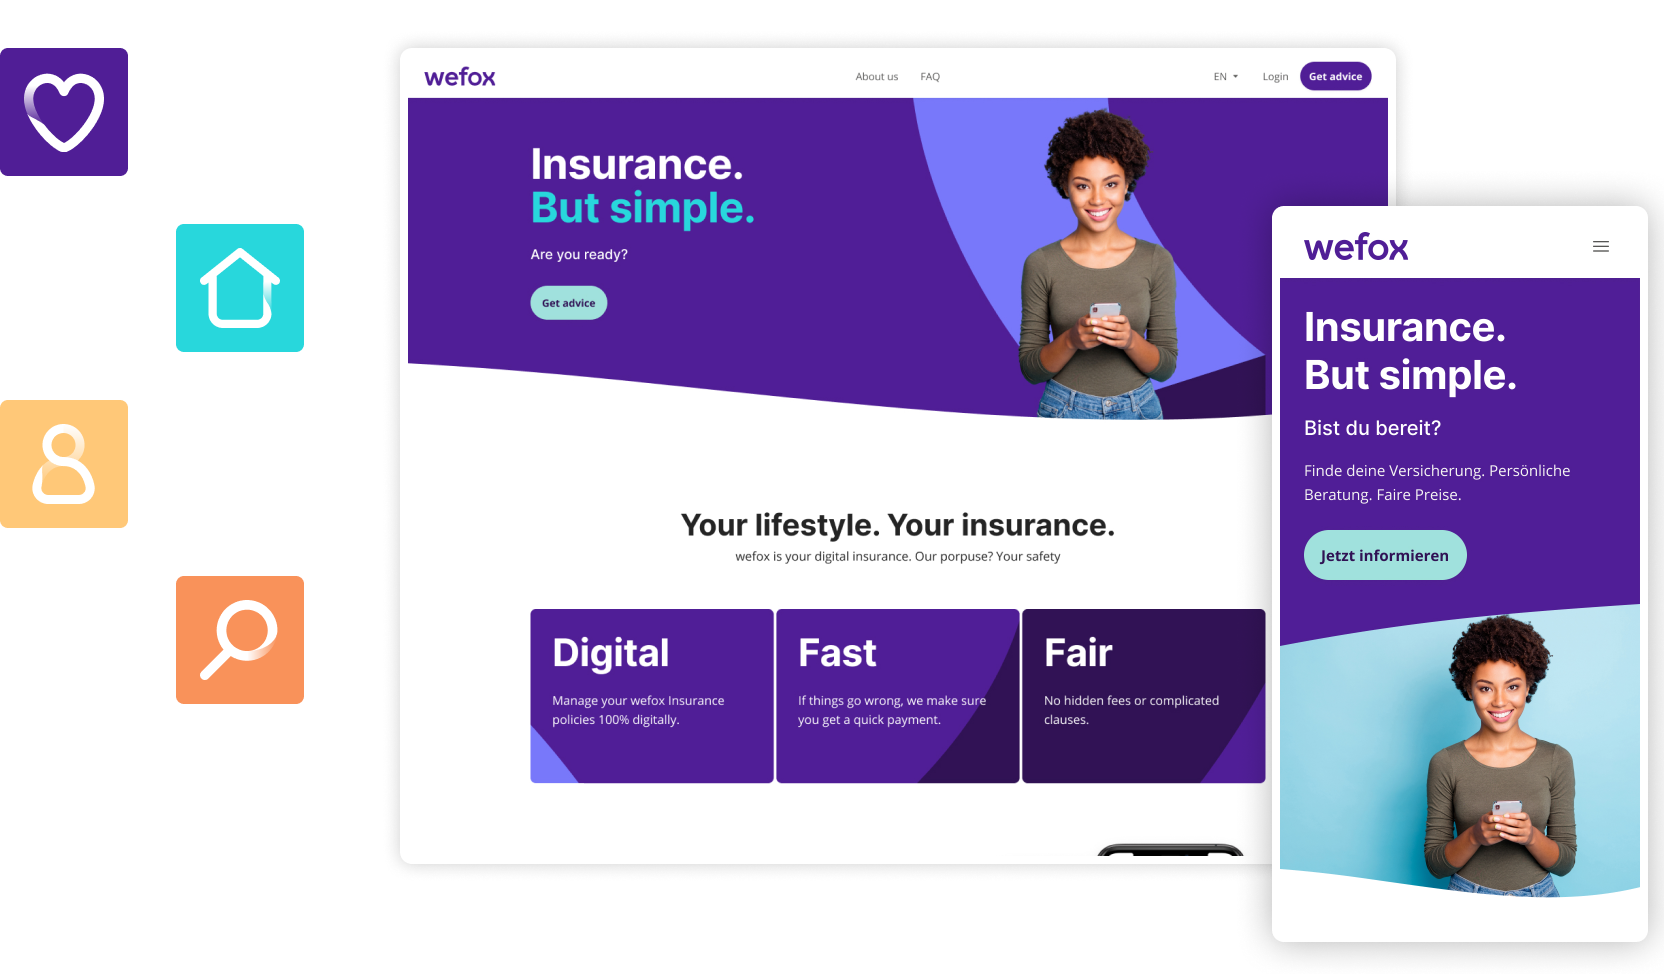 wefox
About us
FAQ
EN
Login
Get advice
Insurance.
But simple.
Are you ready?
Get advice
Your lifestyle. Your insurance.
wefox is your digital insurance. Our porpuse? Your safety
Digital
Manage your wefox Insurance
policies 100% digitally.
Fast
If things go wrong, we make sure
you get a quick payment.
Fair
No hidden fees or complicated
clauses.
wefox
Insurance.
But simple.
Bist du bereit?
Finde deine Versicherung. Persönliche
Beratung. Faire Preise.
Jetzt informieren